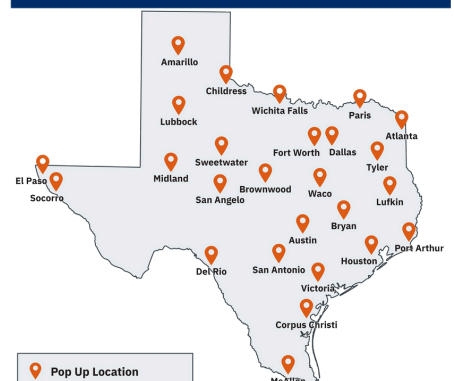 Amarillo
Childress
Wichita Falls
Paris
Lubbock
Atlanta
Fort Worth
Dallas
Sweetwater
Tyler
El Paso
Midland
Brownwood
Waco
Socorro
San Angelo
Lufkin
Bryan
Austin
Port Arthur
Houston
Del Rio
San Antonio
Victoria
Corpus Christi
Pop Up Location
McAllen